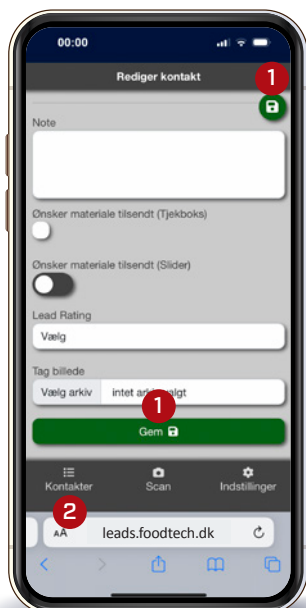 00:00
Rediger kontakt
1
Note
Ønsker materiale tilsendt (Tjekboks)
Ønsker materiale tilsendt (Slider)
Lead Rating
Vælg
Tag billede
Vælg arkiv intet valgt
1
Gem
Kontakter Scan Indstillinger
2
AA leads.foodtech.dk